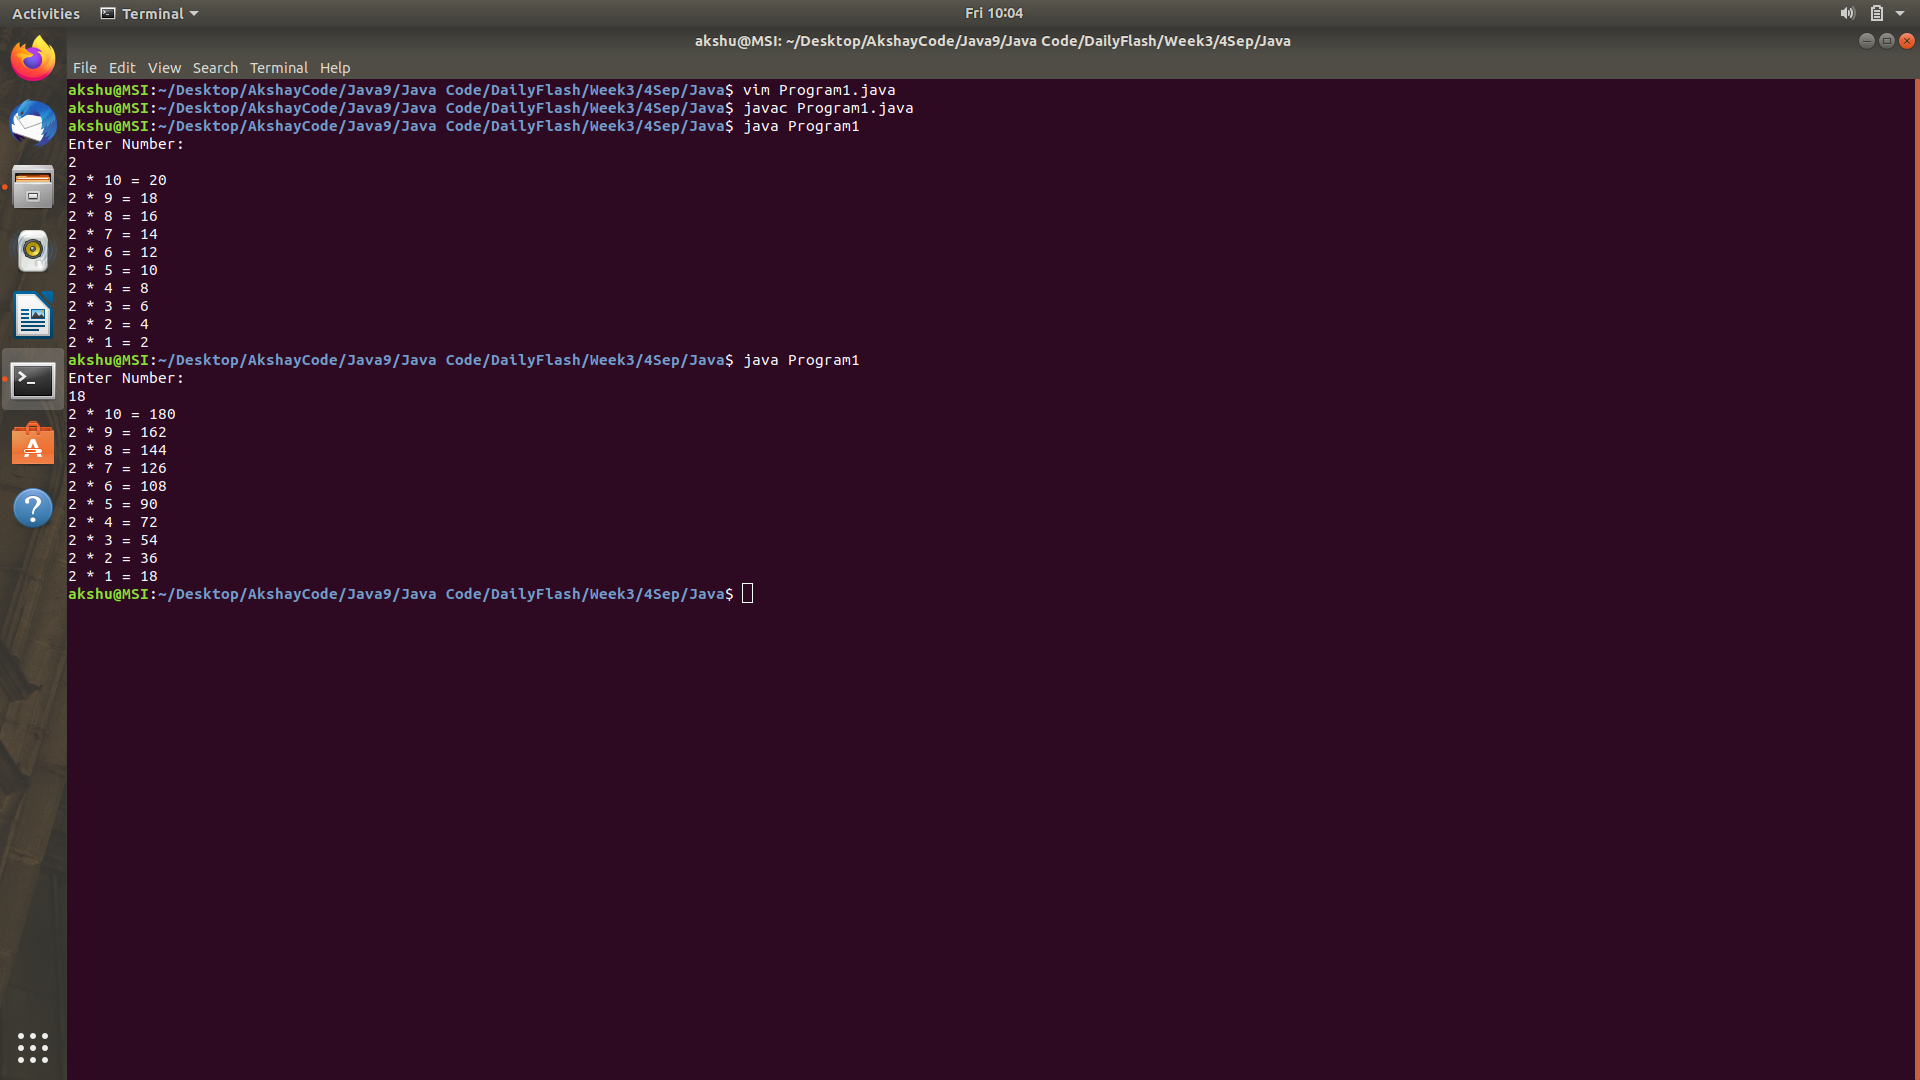 Activities Terminal Fri 10:04
akshu@MSI: ~/Desktop/AkshayCode/Java9/Java Code/DailyFlash/Week3/4Sep/Java
File Edit View Search Terminal Help
akshu@MSI:~/Desktop/AkshayCode/Java9/Java Code/DailyFlash/Week3/4Sep/Java$ vim Program1.java
akshu@MSI:~/Desktop/AkshayCode/Java9/Java Code/DailyFlash/Week3/4Sep/Java$ javac Program1.java
akshu@MSI:~/Desktop/AkshayCode/Java9/Java Code/DailyFlash/Week3/4Sep/Java$ java Program1
Enter Number:
2
2 * 10 = 20
2 * 9 = 18
2 * 8 = 16
2 * 7 = 14
2 * 6 = 12
2 * 5 = 10
2 * 4 = 8
2 * 3 = 6
2 * 2 = 4
2 * 1 = 2
akshu@MSI:~/Desktop/AkshayCode/Java9/Java Code/DailyFlash/Week3/4Sep/Java$ java Program1
Enter Number:
18
2 * 10 = 180
2 * 9 = 162
2 * 8 = 144
2 * 7 = 126
2 * 6 = 108
2 * 5 = 90
2 * 4 = 72
2 * 3 = 54
2 * 2 = 36
2 * 1 = 18
akshu@MSI:~/Desktop/AkshayCode/Java9/Java Code/DailyFlash/Week3/4Sep/Java$